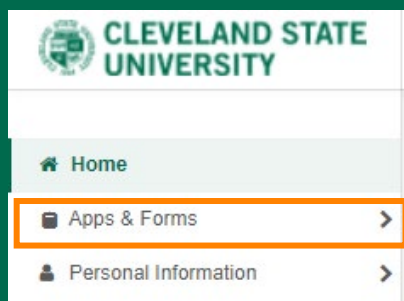 CLEVELAND STATE
UNIVERSITY
Home
Apps & Forms
Personal Information